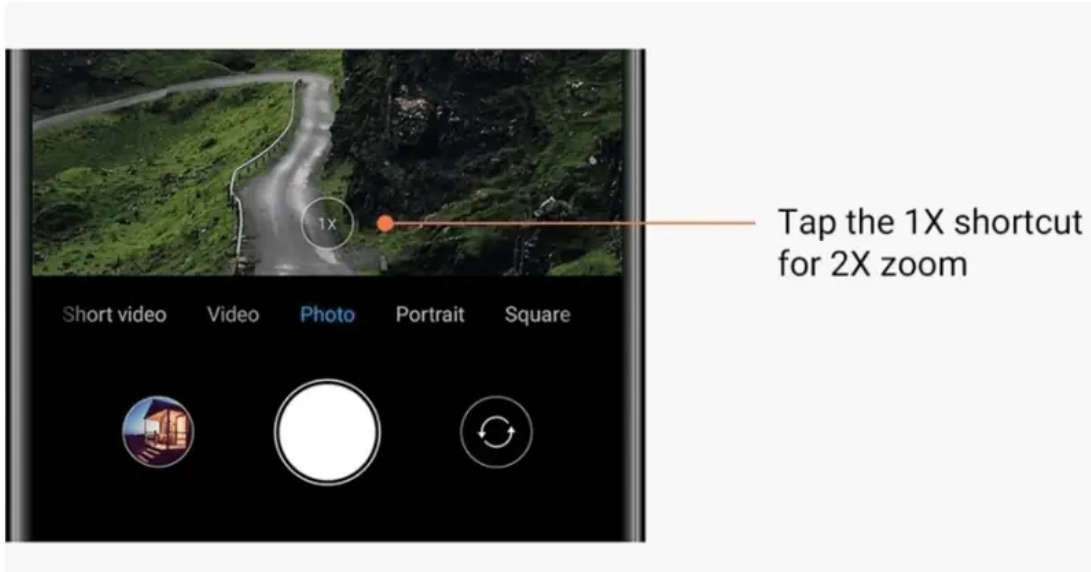 1X
Tap the 1X shortcut
for 2X zoom
Short video Video Photo Portrait Square